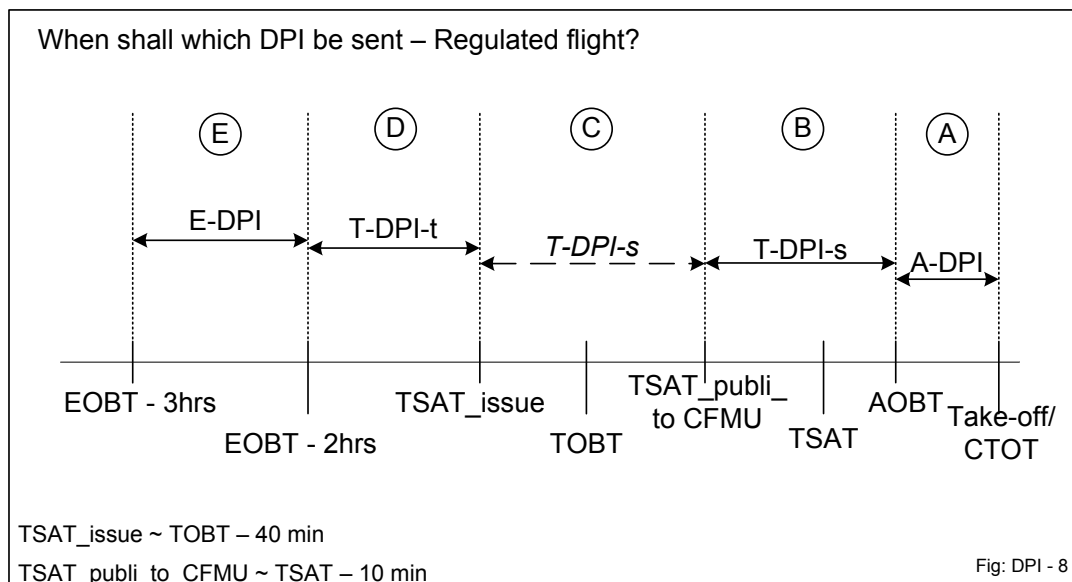 When shall which DPI be sent – Regulated flight?
E
D
C
B
A
E-DPI
T-DPI-t
T-DPI-s
T-DPI-s
A-DPI
EOBT - 3hrs
EOBT - 2hrs
TSAT_issue
TOBT
TSAT_publi_
to CFMU
TSAT
AOBT
Take-off/
CTOT
TSAT_issue ~ TOBT – 40 min
TSAT_publi_to_CFMU ~ TSAT – 10 min
Fig: DPI - 8